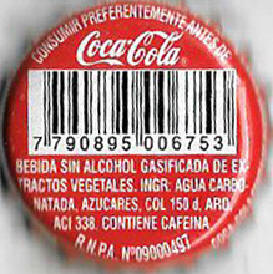 CONSUMIR PREFERENTEMENTE ANTES DE
Coca-Cola
7 790895 006753
BEBIDA SIN ALCOHOL GASIFICADA DE EX-
TRACTOS VEGETALES. INGR: AGUA CARBO-
NATADA, AZUCARES, COL 150 d, ARO,
ACI 338. CONTIENE CAFEINA.
R.N.P.A. Nº09000497